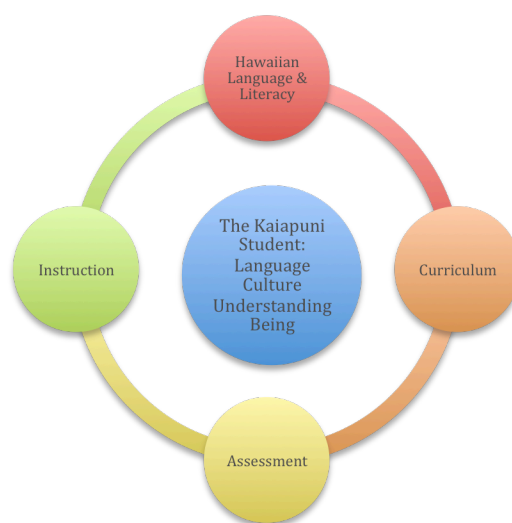 Hawaiian
Language &
Literacy
The Kaiapuni
Student:
Language
Culture
Understanding
Being
Instruction
Curriculum
Assessment